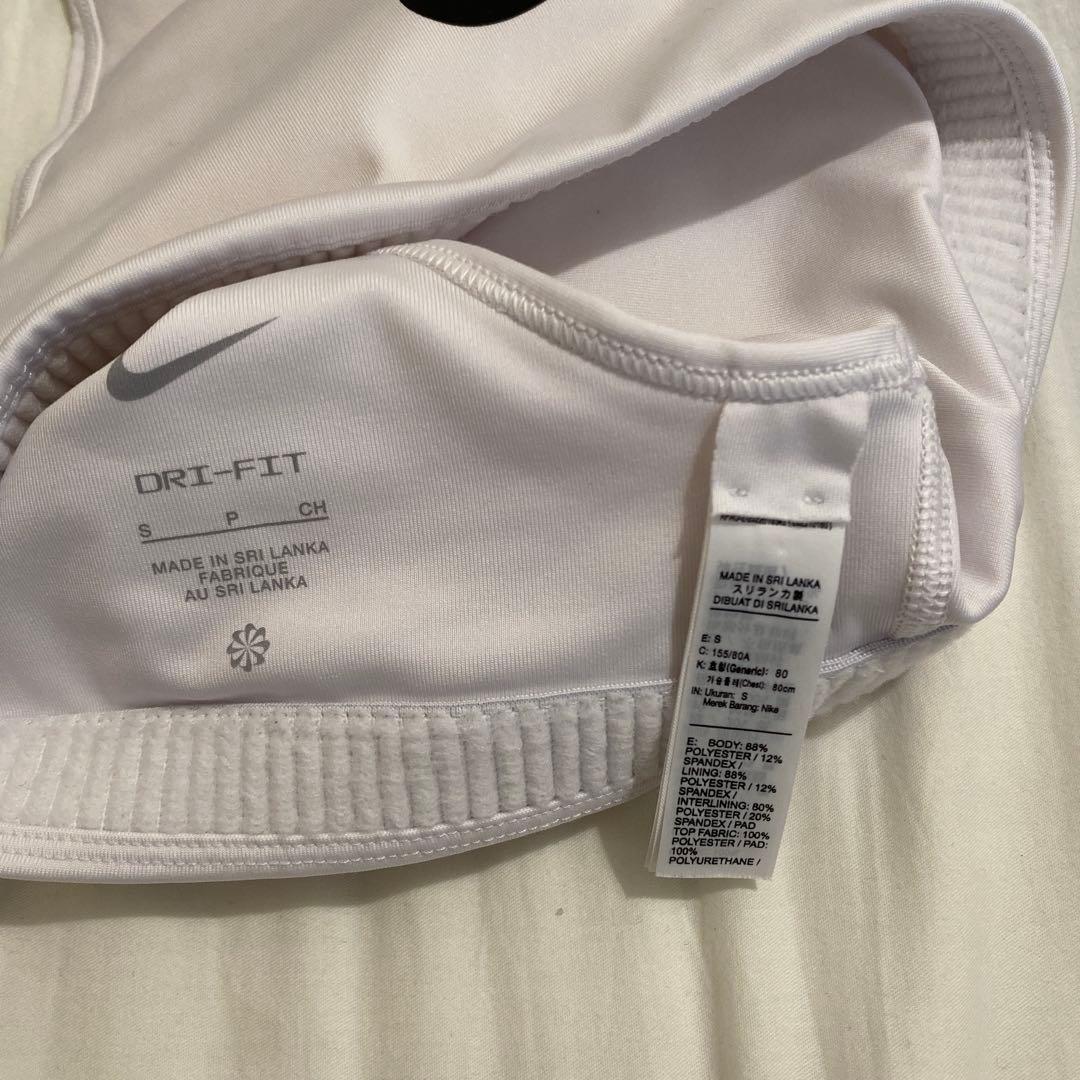 DRI-FIT
S P CH
MADE IN SRI LANKA
FABRIQUE
AU SRI LANKA
MADE IN SRI LANKA
スリランカ製
DIBUAT DI SRILANKA
E: S
C: 155/80A
K: 호칭(Generic): 80
가슴둘레(Chest): 80cm
IN: Ukuran: S
Merek Barang: Nike
E: BODY: 88%
POLYESTER / 12%
SPANDEX /
LINING: 88%
POLYESTER / 12%
SPANDEX /
INTERLINING: 80%
POLYESTER / 20%
SPANDEX / PAD
TOP FABRIC: 100%
POLYESTER / PAD:
100%
POLYURETHANE /